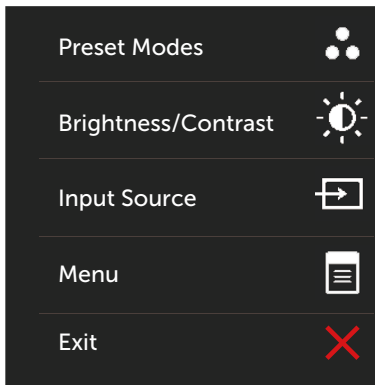 Preset Modes
Brightness/Contrast
Input Source
Menu
Exit